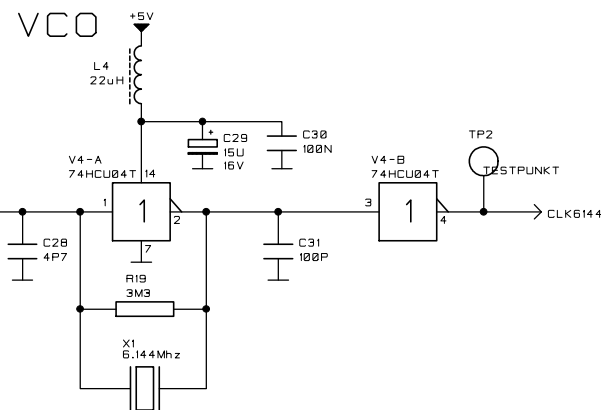 VCO
+5V
L4
22uH
C29
15U
16V
C30
100N
TP2
TESTPUNKT
V4-A
74HCU04T
14
1
1
2
7
V4-B
74HCU04T
3
1
4
CLK6144
C28
4P7
C31
100P
R19
3M3
X1
6.144Mhz